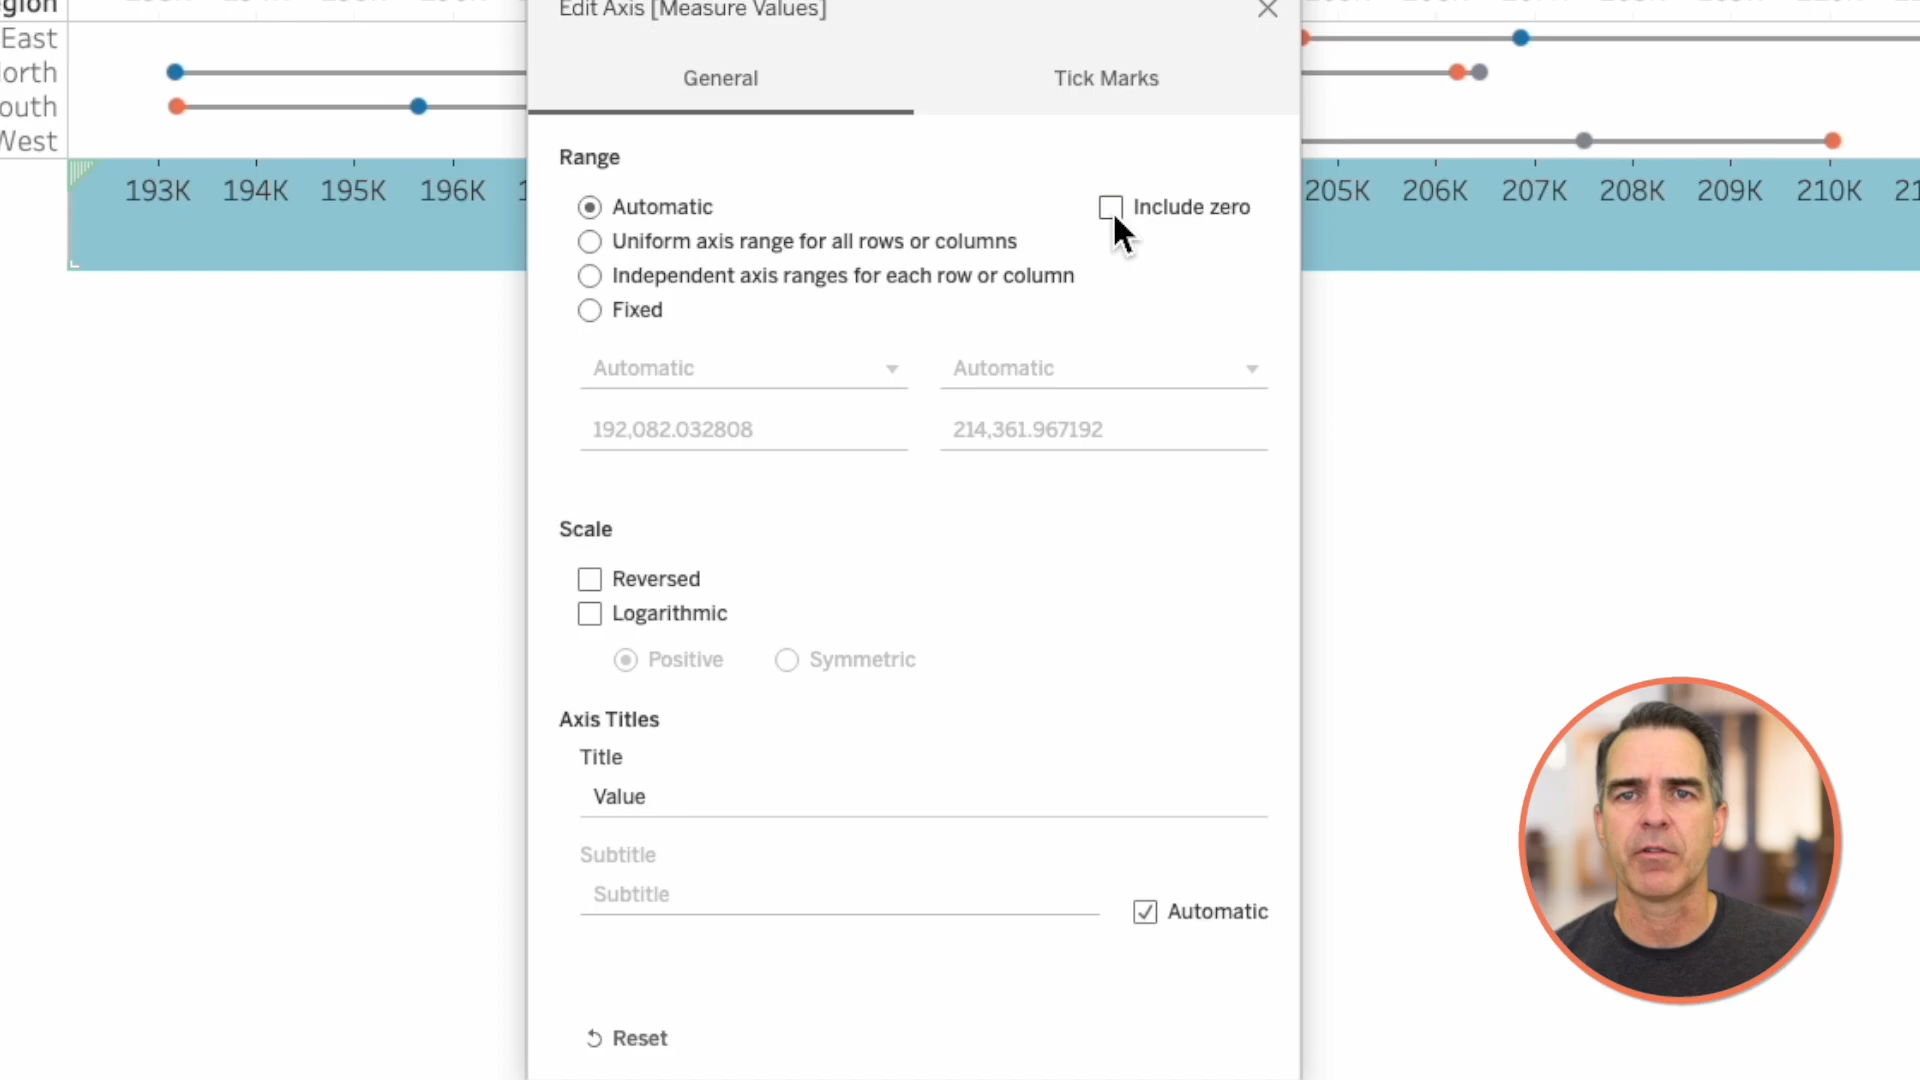 Edit Axis [Measure Values]
General Tick Marks
East
orth
outh
West
193K 194K 195K 196K
205K 206K 207K 208K 209K 210K
Range
Automatic Include zero
Uniform axis range for all rows or columns
Independent axis ranges for each row or column
Fixed
Automatic Automatic
192,082.032808 214,361.967192
Scale
Reversed
Logarithmic
Positive Symmetric
Axis Titles
Title
Value
Subtitle
Subtitle
Automatic
Reset